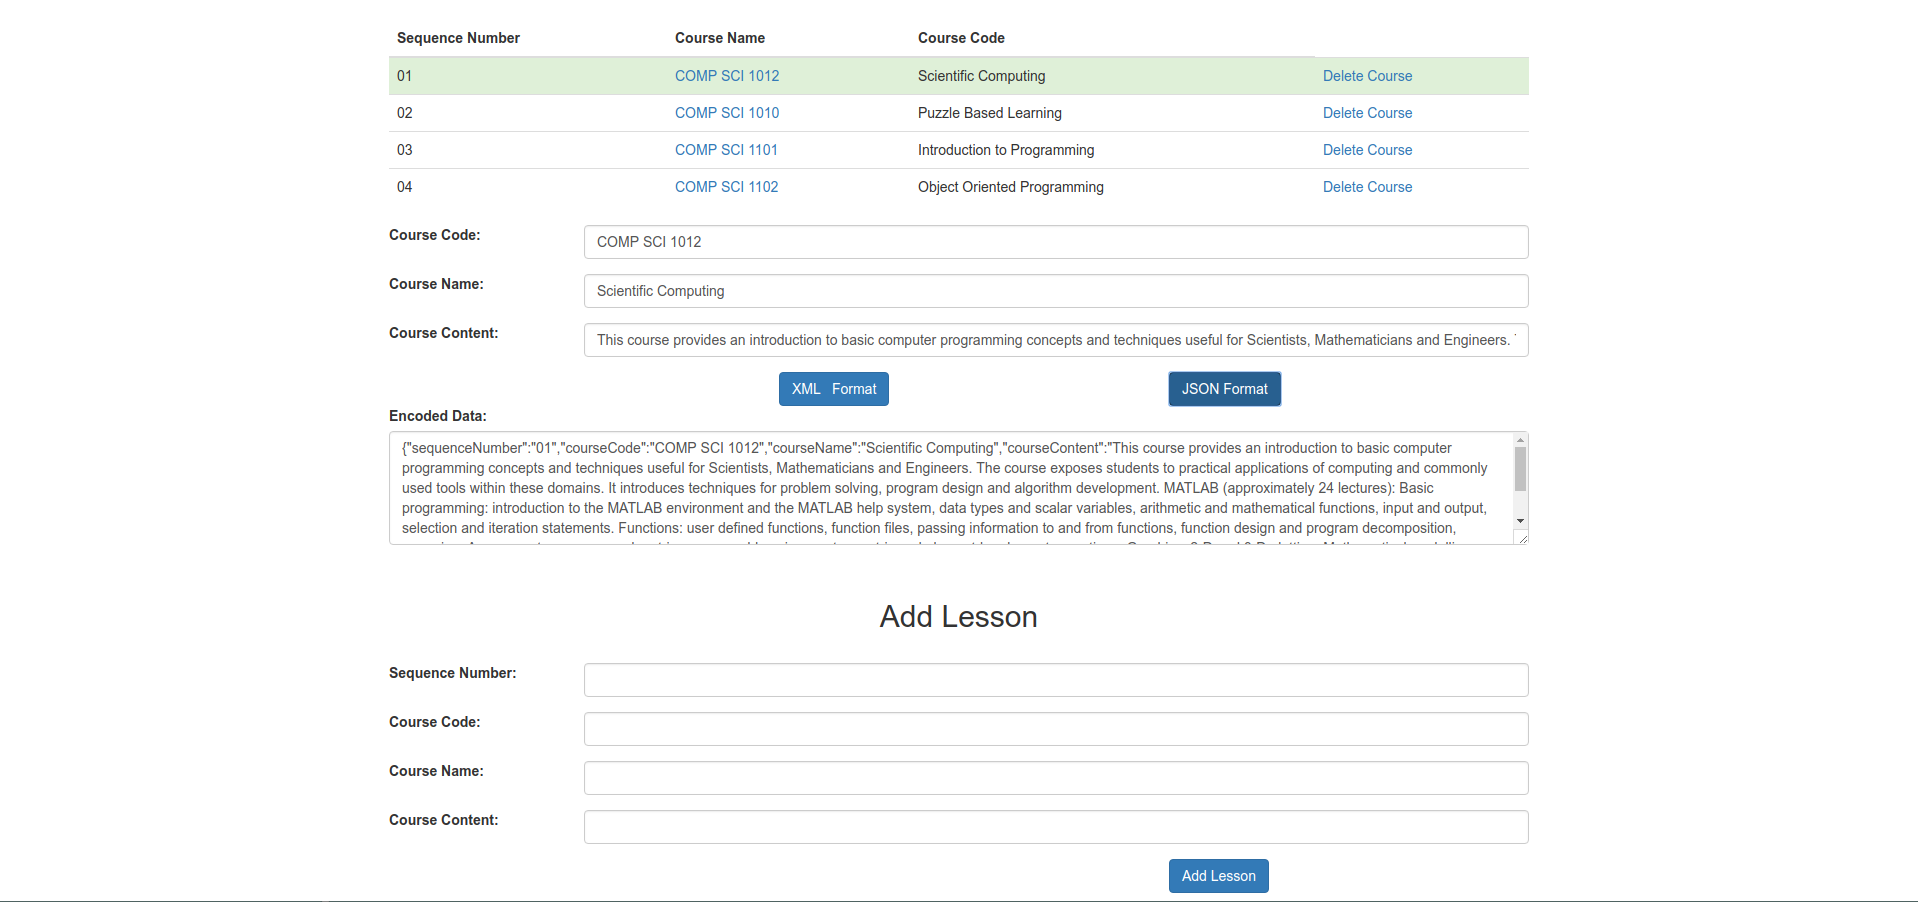 Sequence Number Course Name Course Code
01 COMP SCI 1012 Scientific Computing Delete Course
02 COMP SCI 1010 Puzzle Based Learning Delete Course
03 COMP SCI 1101 Introduction to Programming Delete Course
04 COMP SCI 1102 Object Oriented Programming Delete Course
Course Code: COMP SCI 1012
Course Name: Scientific Computing
Course Content: This course provides an introduction to basic computer programming concepts and techniques useful for Scientists, Mathematicians and Engineers.
XML Format JSON Format
Encoded Data:
{"sequenceNumber":"01","courseCode":"COMP SCI 1012","courseName":"Scientific Computing","courseContent":"This course provides an introduction to basic computer
programming concepts and techniques useful for Scientists, Mathematicians and Engineers. The course exposes students to practical applications of computing and commonly
used tools within these domains. It introduces techniques for problem solving, program design and algorithm development. MATLAB (approximately 24 lectures): Basic
programming: introduction to the MATLAB environment and the MATLAB help system, data types and scalar variables, arithmetic and mathematical functions, input and output,
selection and iteration statements. Functions: user defined functions, function files, passing information to and from functions, function design and program decomposition,
Add Lesson
Sequence Number:
Course Code:
Course Name:
Course Content:
Add Lesson